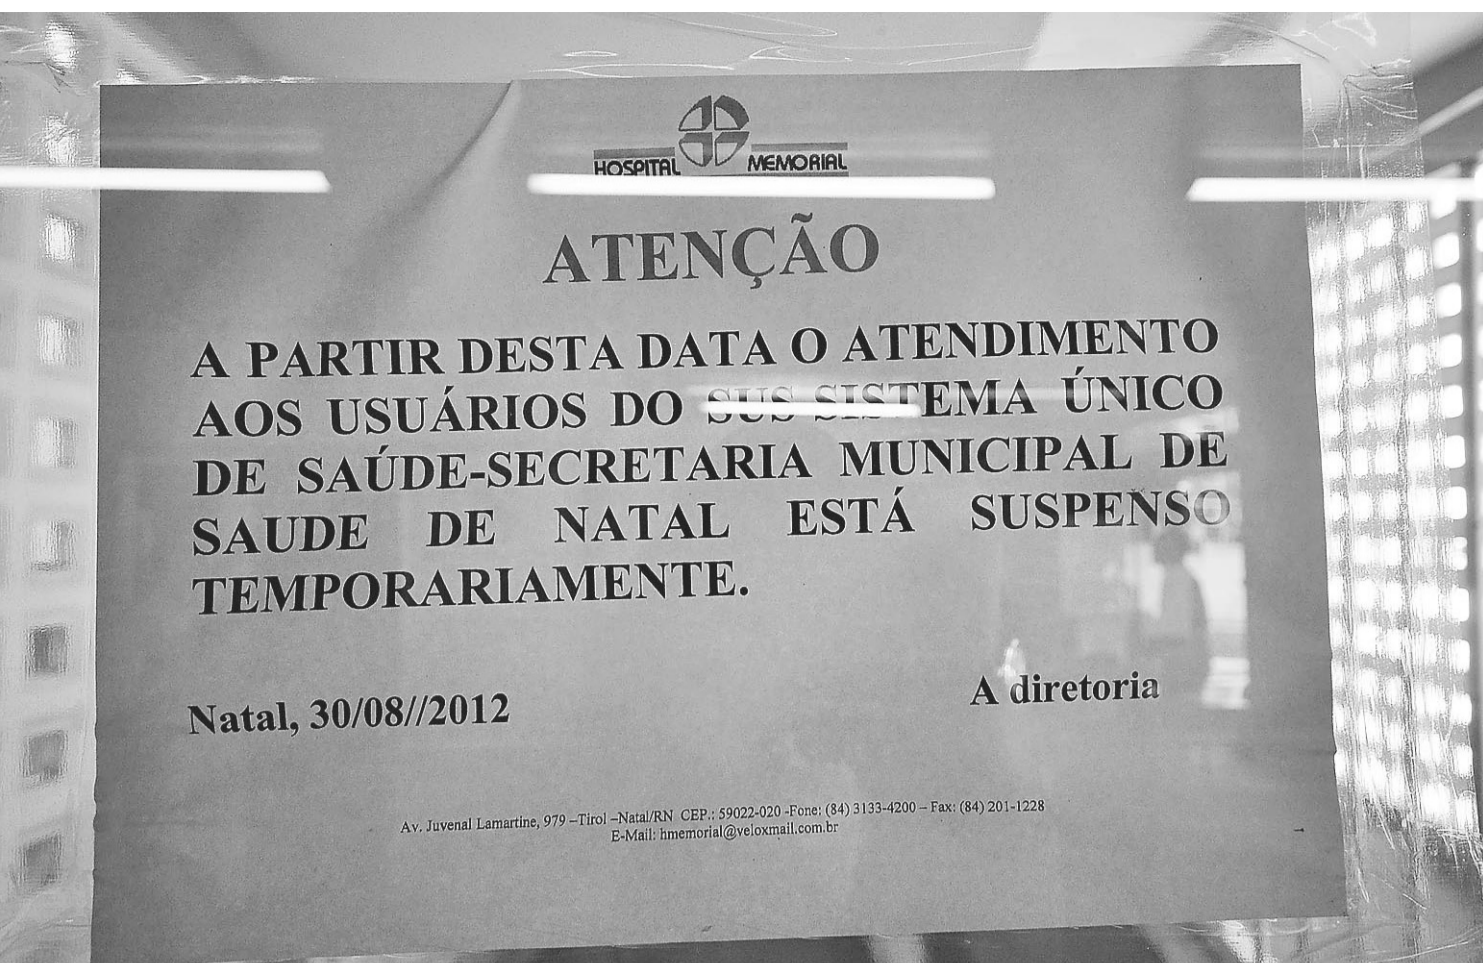 HOSPITAL MEMORIAL
ATENÇÃO
A PARTIR DESTA DATA O ATENDIMENTO
AOS USUÁRIOS DO SUS SISTEMA ÚNICO
DE SAÚDE-SECRETARIA MUNICIPAL DE
SAUDE DE NATAL ESTÁ SUSPENSO
TEMPORARIAMENTE.
Natal, 30/08//2012 A diretoria
Av. Juvenal Lamartine, 979 –Tirol –Natal/RN CEP.: 59022-020 -Fone: (84) 3133-4200 – Fax: (84) 201-1228
E-Mail: hmemorial@veloxmail.com.br